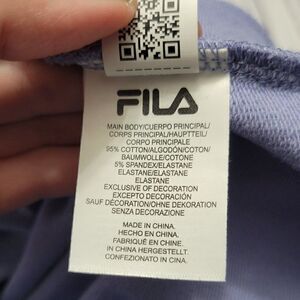 FILA
MAIN BODY/CUERPO PRINCIPAL/
CORPS PRINCIPAL/HAUPTTEIL/
CORPO PRINCIPALE
95% COTTON/ALGODÓN/COTON/
BAUMWOLLE/COTONE
5% SPANDEX/ELASTANE
ELASTANE/ELASTANE/
ELASTANE
EXCLUSIVE OF DECORATION
EXCEPTO DECORACIÓN
SAUF DÉCORATION/OHNE DEKORATION
SENZA DECORAZIONE
MADE IN CHINA.
HECHO EN CHINA.
FABRIQUÉ EN CHINE.
IN CHINA HERGESTELLT.
CONFEZIONATO IN CINA.